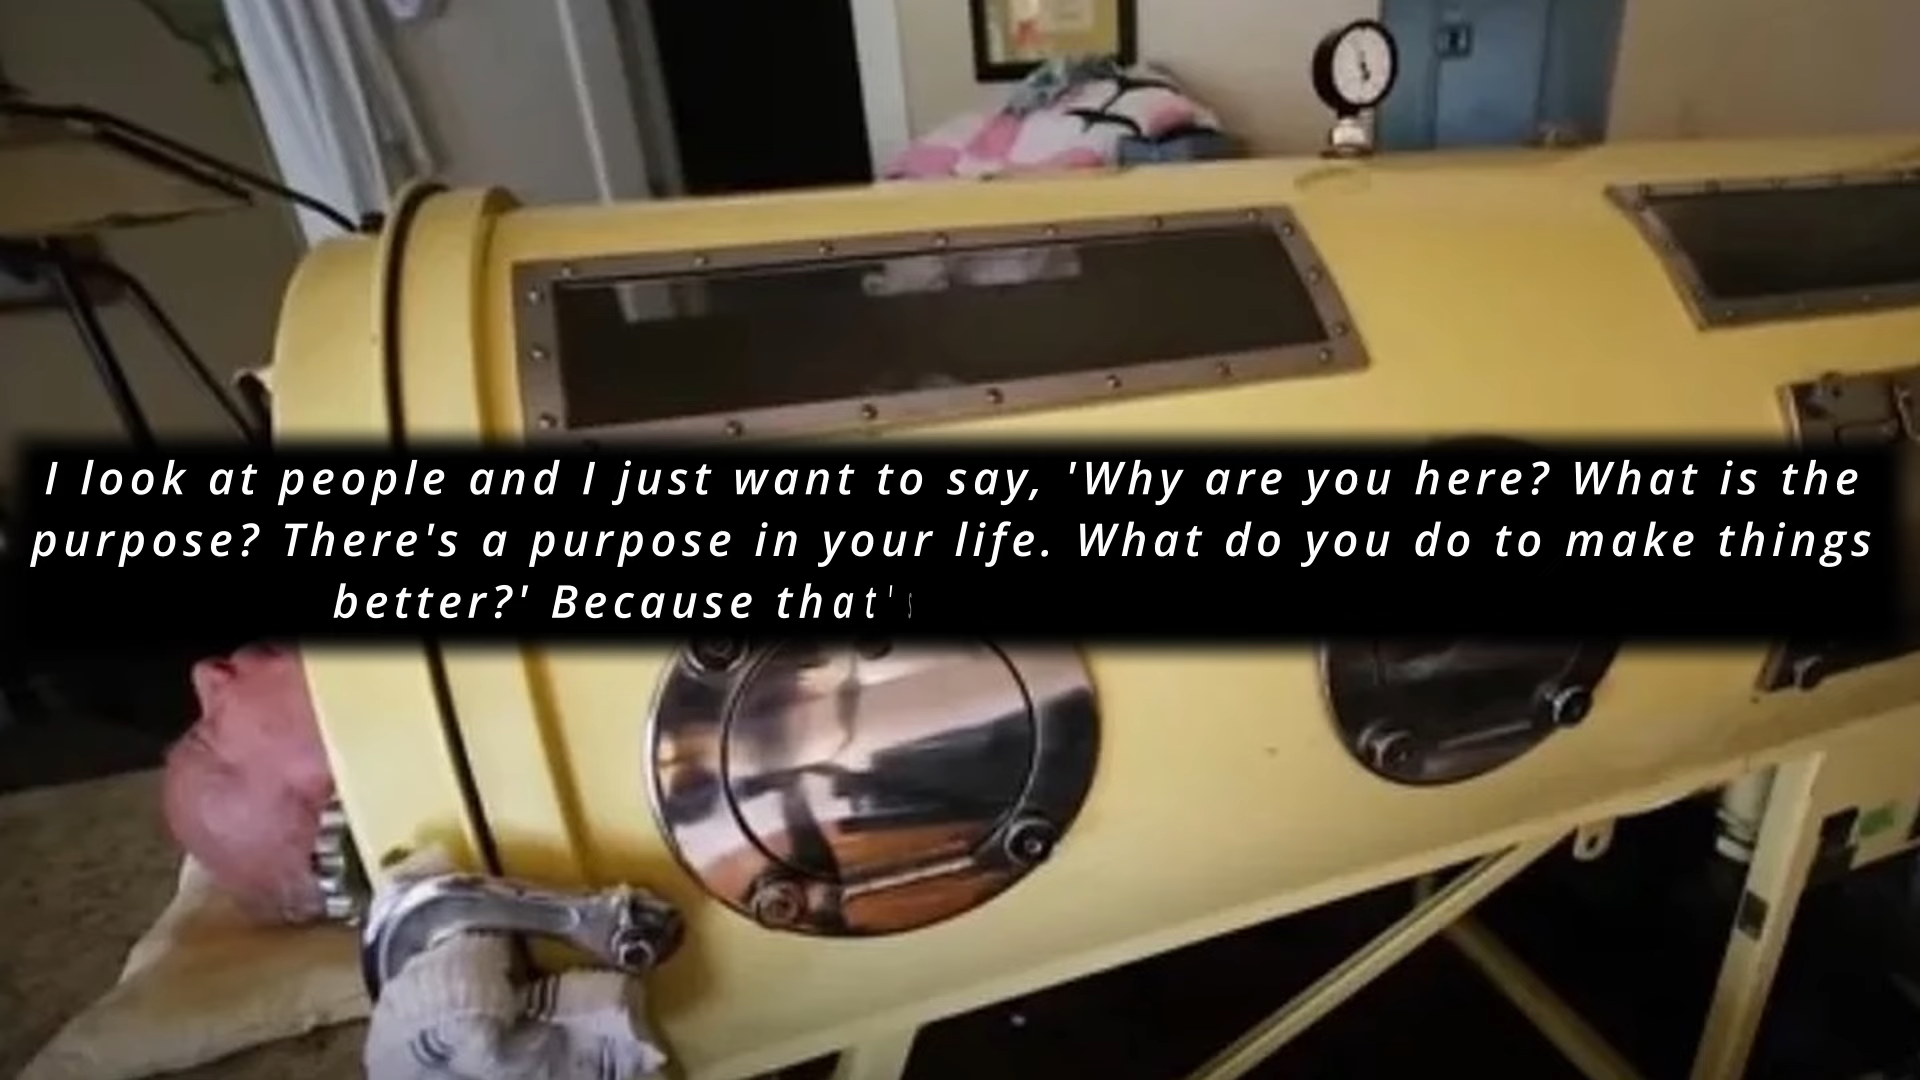 I look at people and I just want to say, 'Why are you here? What is the
purpose? There's a purpose in your life. What do you do to make things
better?' Because that's